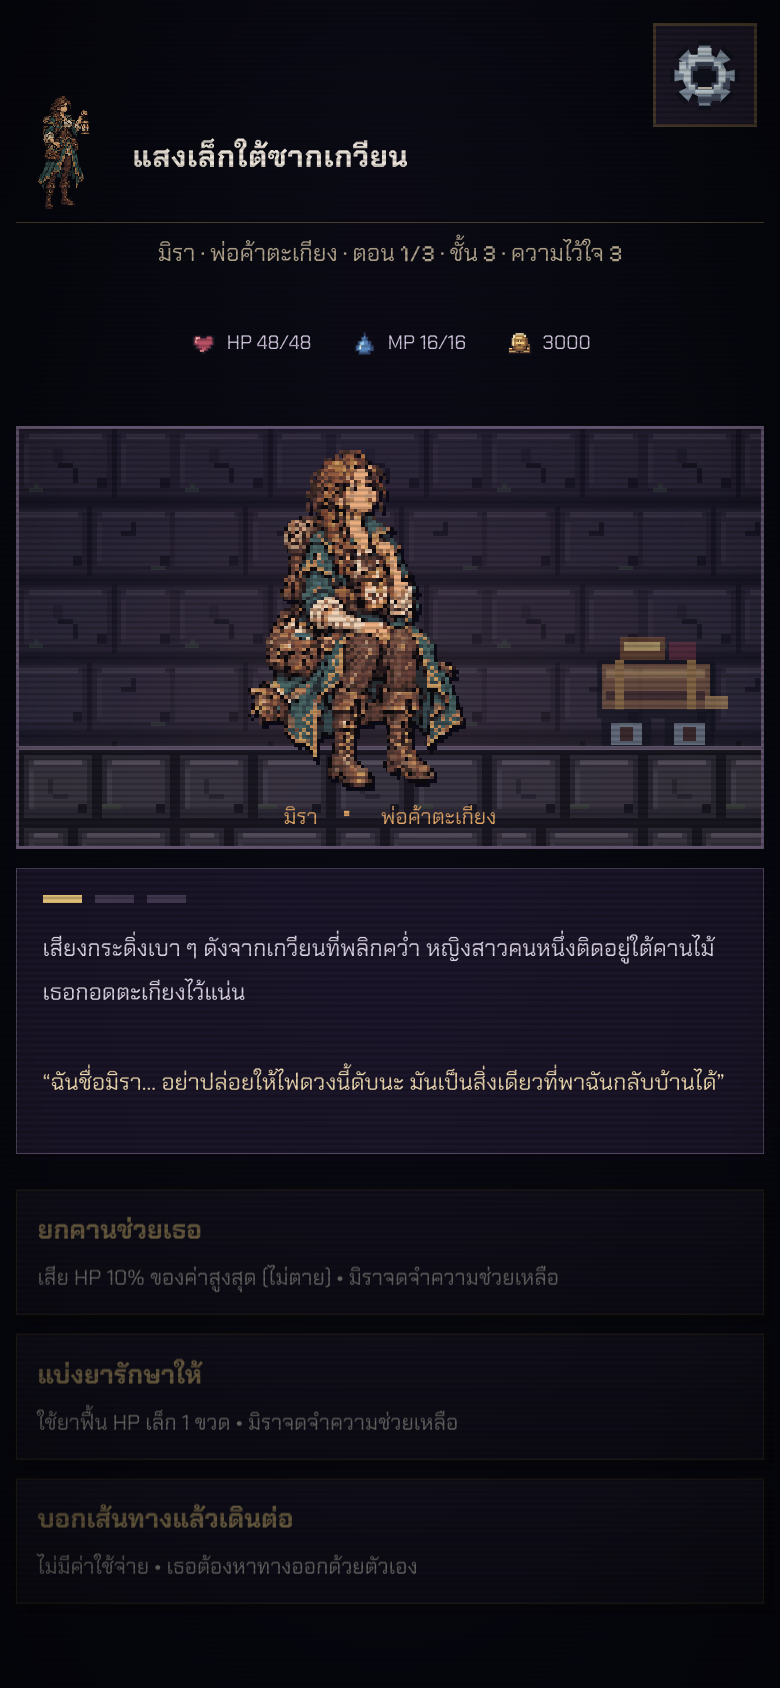 แสงเล็กใต้ซากเกวียน
มิรา · พ่อค้าตะเกียง · ตอน 1/3 · ชั้น 3 · ความไว้ใจ 3
HP 48/48 MP 16/16 3000
มิรา · พ่อค้าตะเกียง
เสียงกระดิ่งเบา ๆ ดังจากเกวียนที่พลิกคว่ำ หญิงสาวคนหนึ่งติดอยู่ใต้คานไม้
เธอกอดตะเกียงไว้แน่น
“ฉันชื่อมิรา... อย่าปล่อยให้ไฟดวงนี้ดับนะ มันเป็นสิ่งเดียวที่พาฉันกลับบ้านได้”
ยกคานช่วยเธอ
เสีย HP 10% ของค่าสูงสุด (ไม่ตาย) • มิราจดจำความช่วยเหลือ
แบ่งยารักษาให้
ใช้ยาฟื้น HP เล็ก 1 ขวด • มิราจดจำความช่วยเหลือ
บอกเส้นทางแล้วเดินต่อ
ไม่มีค่าใช้จ่าย • เธอต้องหาทางออกด้วยตัวเอง